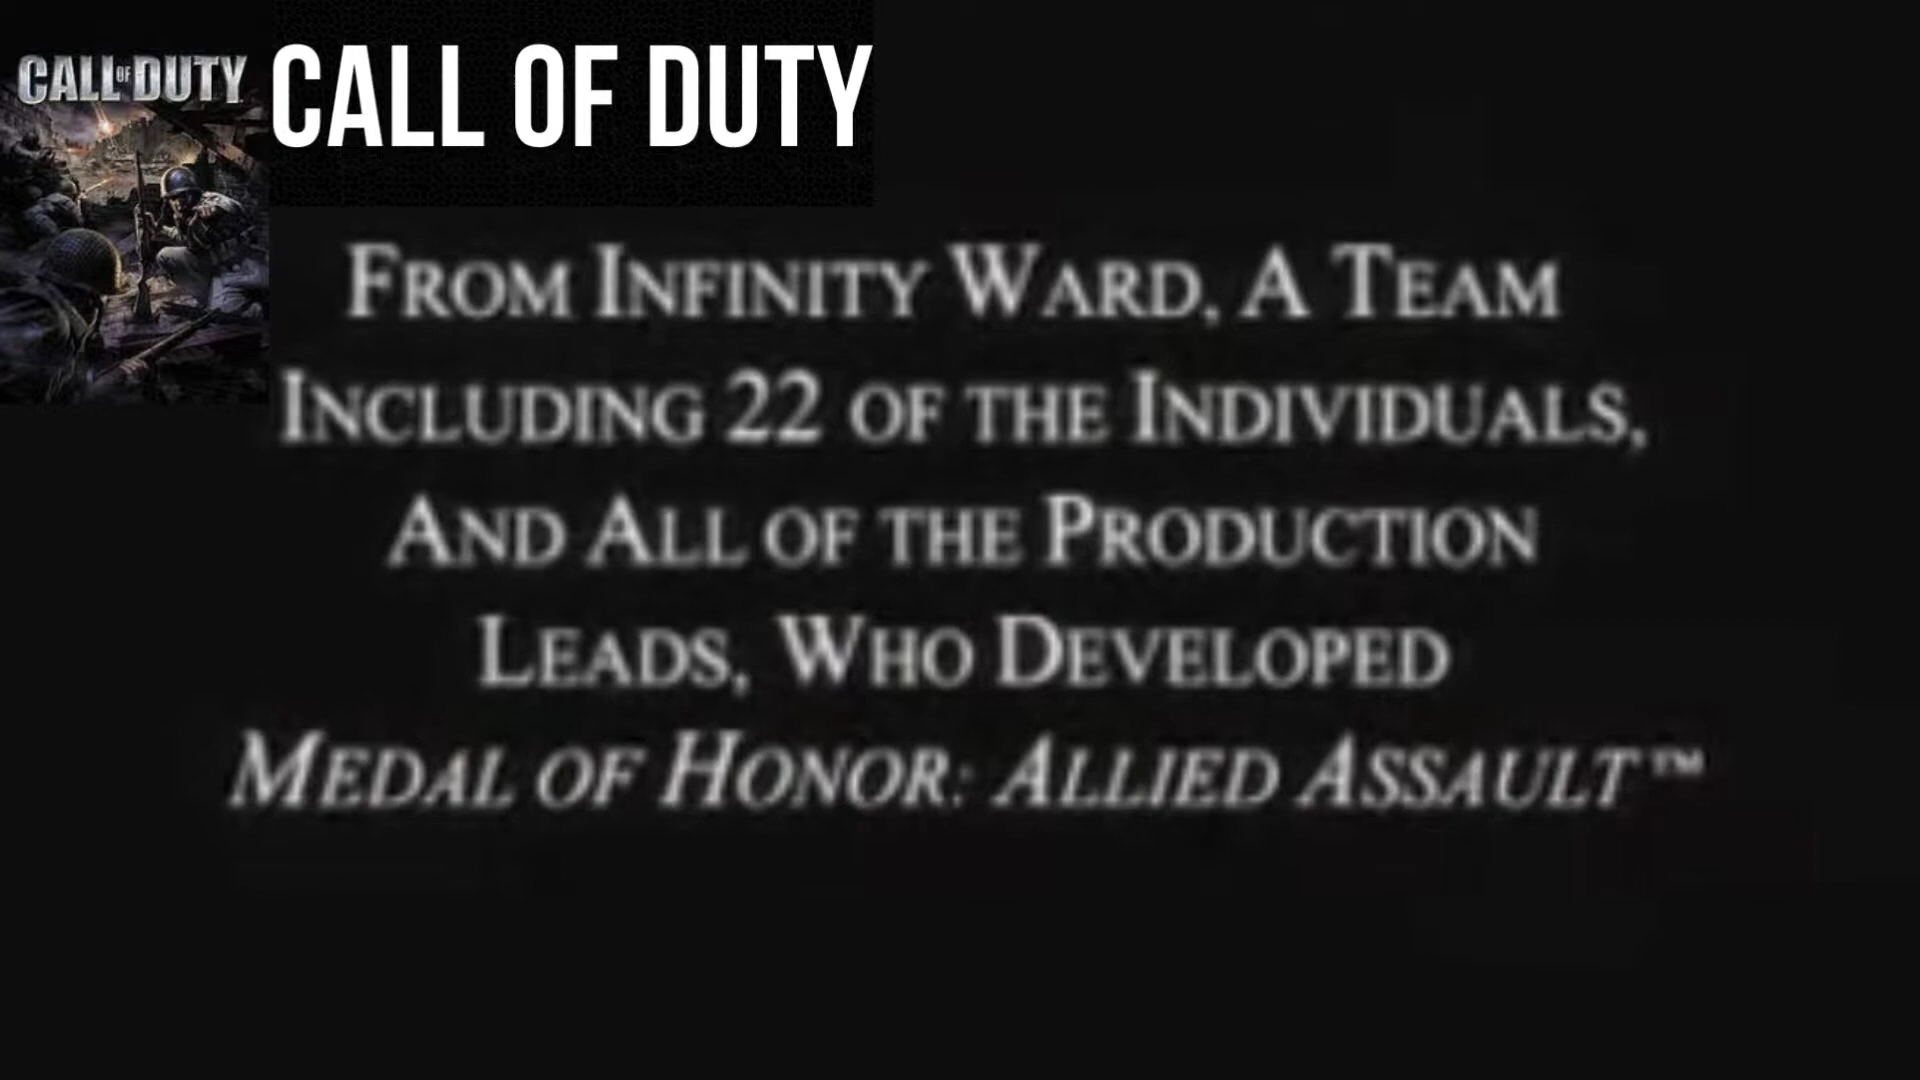 CALL OF DUTY
CALL OF DUTY
FROM INFINITY WARD, A TEAM
INCLUDING 22 OF THE INDIVIDUALS,
AND ALL OF THE PRODUCTION
LEADS, WHO DEVELOPED
MEDAL OF HONOR: ALLIED ASSAULT™